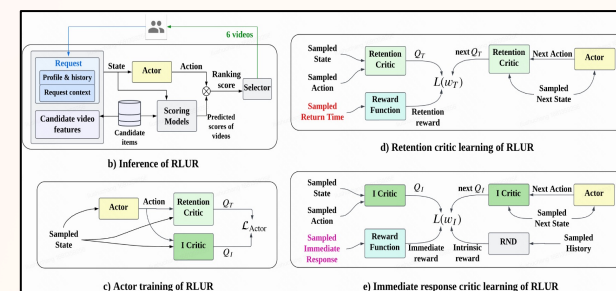 6 videos
Request
Profile & history
Request context
Candidate video
features
State
Actor
Action
Ranking
score
Selector
Candidate
items
Scoring
Models
Predicted
scores of
videos
b) Inference of RLUR
Sampled
State
Sampled
Action
Sampled
Return Time
Retention
Critic
Reward
Function
Q_T
next Q_T
L(w_T)
Retention
reward
Retention
Critic
Next Action
Actor
Sampled
Next State
d) Retention critic learning of RLUR
Sampled
State
Actor
Action
Retention
Critic
I Critic
Q_T
Q_I
ℒ_Actor
c) Actor training of RLUR
Sampled
State
Sampled
Action
Sampled
Immediate
Response
I Critic
Reward
Function
Q_I
next Q_I
L(w_I)
Immediate
reward
Intrinsic
reward
I Critic
Next Action
Actor
Sampled
Next State
RND
Sampled
History
e) Immediate response critic learning of RLUR